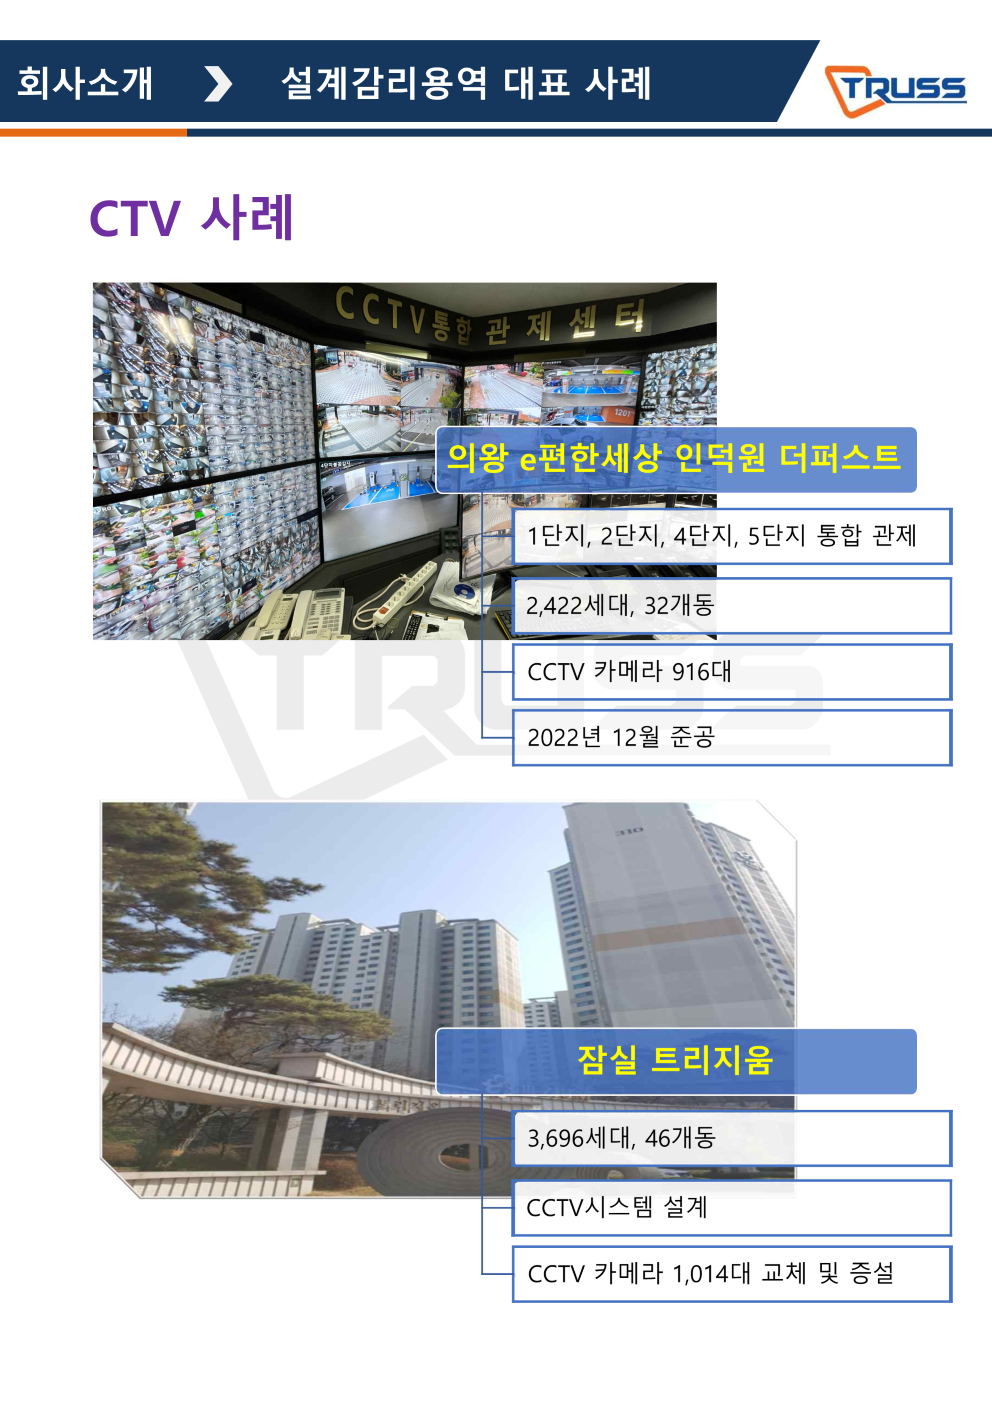 회사소개
설계감리용역 대표 사례
TRUSS
CTV 사례
CCTV통합관제센터
1201
의왕 e편한세상 인덕원 더퍼스트
1단지, 2단지, 4단지, 5단지 통합 관제
2,422세대, 32개동
CCTV 카메라 916대
2022년 12월 준공
TRUSS
310
잠실 트리지움
3,696세대, 46개동
CCTV시스템 설계
CCTV 카메라 1,014대 교체 및 증설